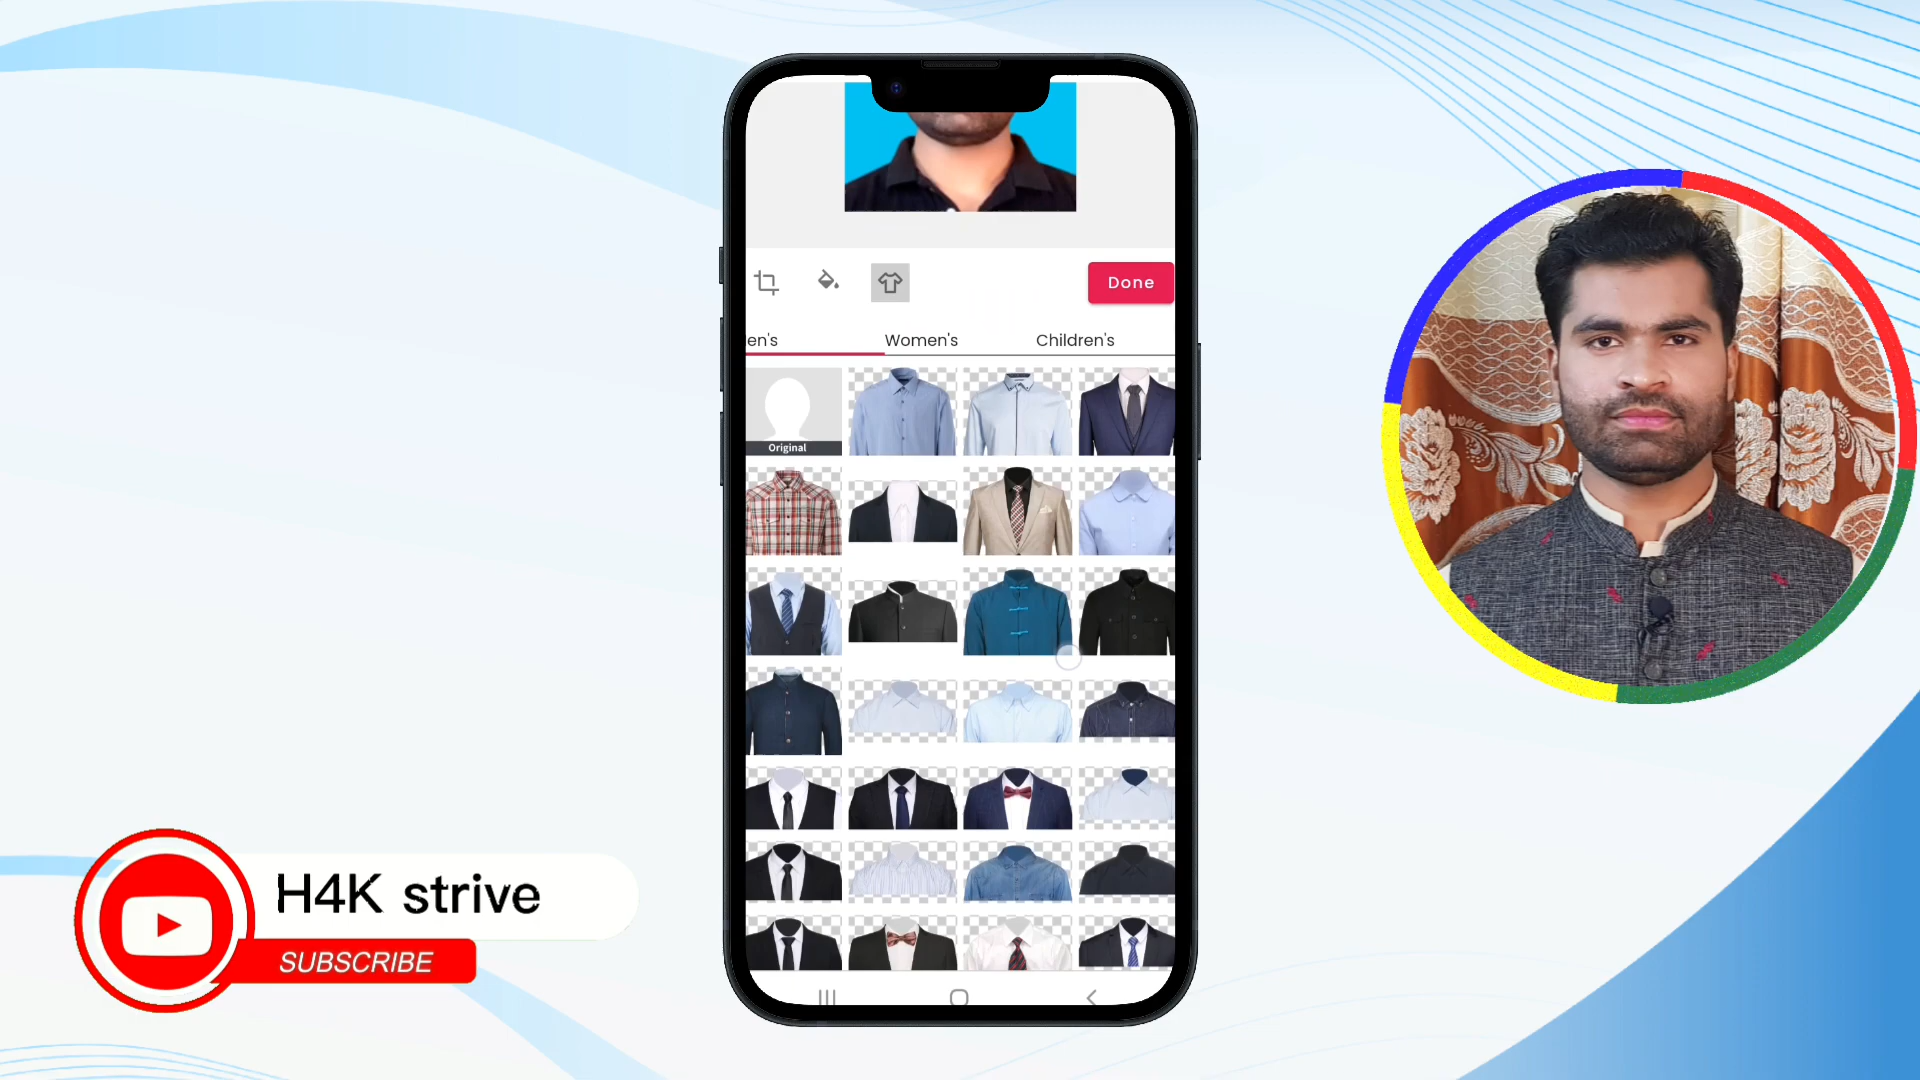 Done
en's
Women's
Children's
Original
H4K strive
SUBSCRIBE